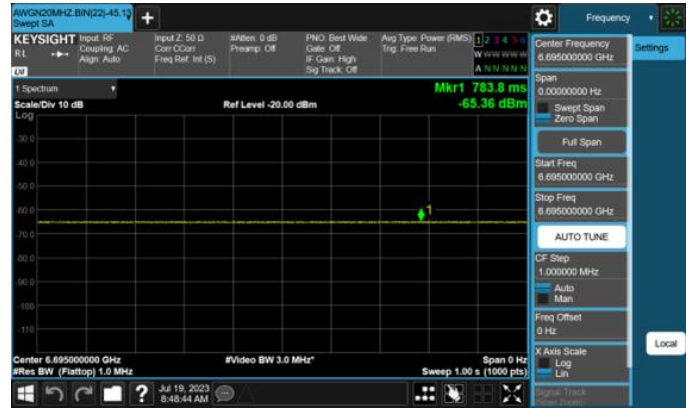 AWGN20MHZ.BIN[22]-45.13
Swept SA
+
Frequency
KEYSIGHT
RL
LXI
Input: RF
Coupling: AC
Align: Auto
Input Z: 50 Ω
Corr CCorr
Freq Ref: Int (S)
#Atten: 0 dB
Preamp: Off
PNO: Best Wide
Gate: Off
IF Gain: High
Sig Track: Off
Avg Type: Power (RMS)
Trig: Free Run
1 2 3 4 5 6
W W W W W W
A N N N N N
Center Frequency
6.695000000 GHz
Settings
Span
0.00000000 Hz
Swept Span
Zero Span
Full Span
Start Freq
6.695000000 GHz
Stop Freq
6.695000000 GHz
AUTO TUNE
CF Step
1.000000 MHz
Auto
Man
Freq Offset
0 Hz
X Axis Scale
Log
Lin
Signal Track
(Span Zoom)
Local
1 Spectrum
Mkr1 783.8 ms
Scale/Div 10 dB
Ref Level -20.00 dBm
-65.36 dBm
Log
-30.0
-40.0
-50.0
1
-60.0
-70.0
-80.0
-90.0
-100
-110
Center 6.695000000 GHz
#Video BW 3.0 MHz*
Span 0 Hz
#Res BW (Flattop) 1.0 MHz
Sweep 1.00 s (1000 pts)
?
Jul 19, 2023
8:48:44 AM